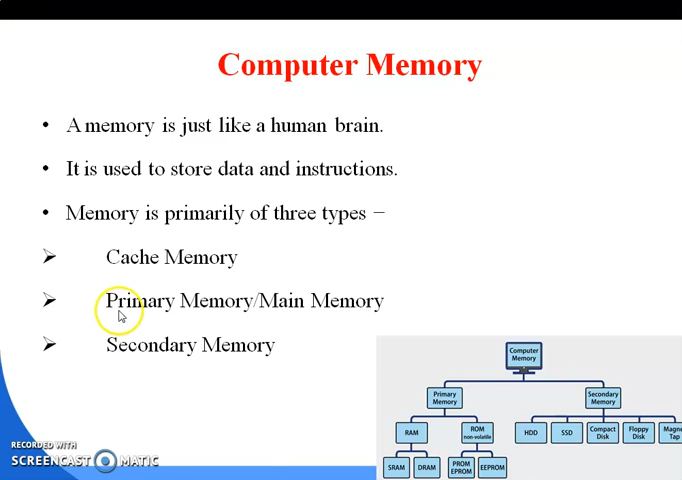 Computer Memory
• A memory is just like a human brain.
• It is used to store data and instructions.
• Memory is primarily of three types −
➢ Cache Memory
➢ Primary Memory/Main Memory
➢ Secondary Memory
Computer
Memory
Primary
Memory
Secondary
Memory
RAM
ROM
non-volatile
HDD
SSD
Compact
Disk
Floppy
Disk
Magne
Tap
SRAM
DRAM
PROM
EPROM
EEPROM
RECORDED WITH
SCREENCAST MATIC